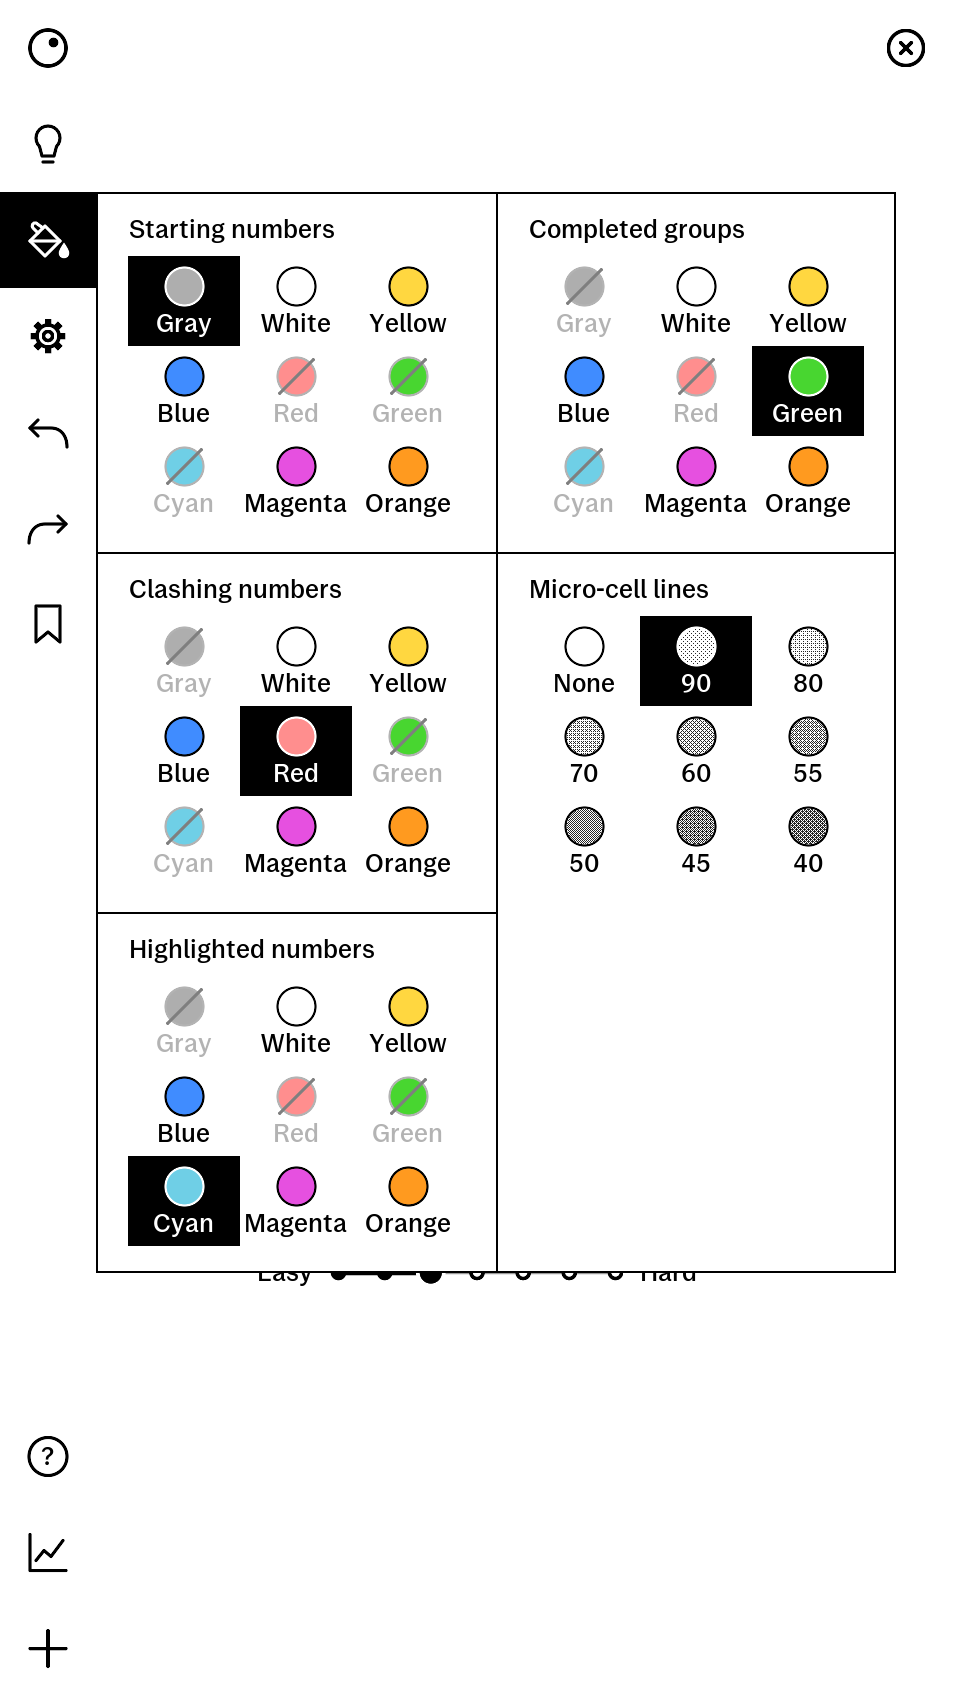 Starting numbers
Gray White Yellow
Blue Red Green
Cyan Magenta Orange
Completed groups
Gray White Yellow
Blue Red Green
Cyan Magenta Orange
Clashing numbers
Gray White Yellow
Blue Red Green
Cyan Magenta Orange
Micro-cell lines
None 90 80
70 60 55
50 45 40
Highlighted numbers
Gray White Yellow
Blue Red Green
Cyan Magenta Orange
Easy Hard
?